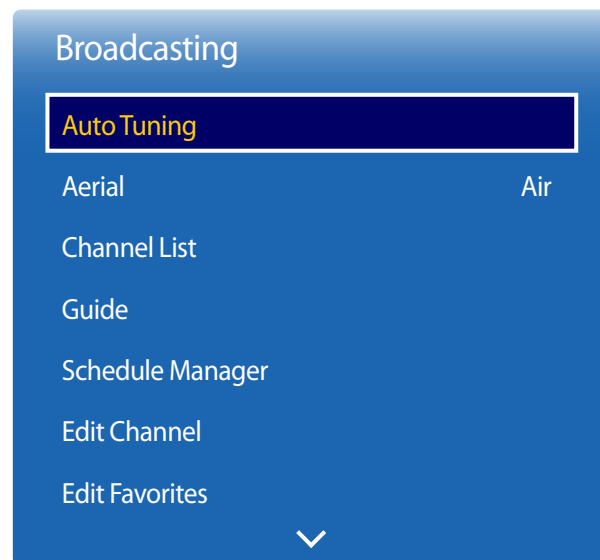 Broadcasting
Auto Tuning
Aerial Air
Channel List
Guide
Schedule Manager
Edit Channel
Edit Favorites